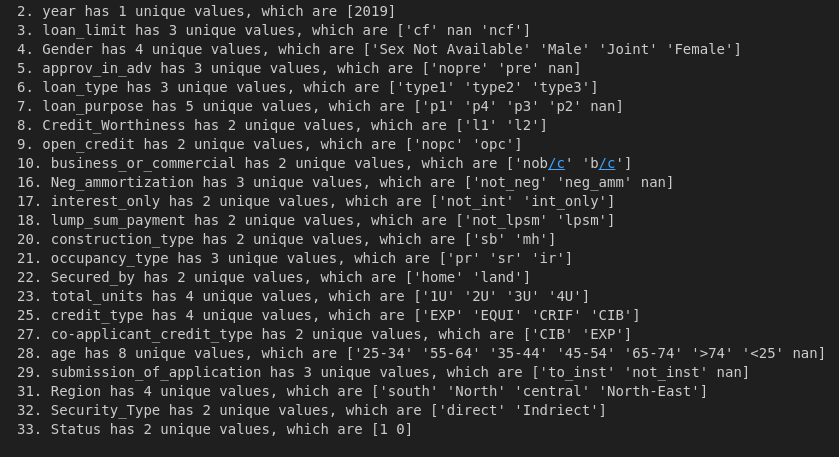 2. year has 1 unique values, which are [2019]
3. loan_limit has 3 unique values, which are ['cf' nan 'ncf']
4. Gender has 4 unique values, which are ['Sex Not Available' 'Male' 'Joint' 'Female']
5. approv_in_adv has 3 unique values, which are ['nopre' 'pre' nan]
6. loan_type has 3 unique values, which are ['type1' 'type2' 'type3']
7. loan_purpose has 5 unique values, which are ['p1' 'p4' 'p3' 'p2' nan]
8. Credit_Worthiness has 2 unique values, which are ['l1' 'l2']
9. open_credit has 2 unique values, which are ['nopc' 'opc']
10. business_or_commercial has 2 unique values, which are ['nob/c' 'b/c']
16. Neg_ammortization has 3 unique values, which are ['not_neg' 'neg_amm' nan]
17. interest_only has 2 unique values, which are ['not_int' 'int_only']
18. lump_sum_payment has 2 unique values, which are ['not_lpsm' 'lpsm']
20. construction_type has 2 unique values, which are ['sb' 'mh']
21. occupancy_type has 3 unique values, which are ['pr' 'sr' 'ir']
22. Secured_by has 2 unique values, which are ['home' 'land']
23. total_units has 4 unique values, which are ['1U' '2U' '3U' '4U']
25. credit_type has 4 unique values, which are ['EXP' 'EQUI' 'CRIF' 'CIB']
27. co-applicant_credit_type has 2 unique values, which are ['CIB' 'EXP']
28. age has 8 unique values, which are ['25-34' '55-64' '35-44' '45-54' '65-74' '>74' '<25' nan]
29. submission_of_application has 3 unique values, which are ['to_inst' 'not_inst' nan]
31. Region has 4 unique values, which are ['south' 'North' 'central' 'North-East']
32. Security_Type has 2 unique values, which are ['direct' 'Indriect']
33. Status has 2 unique values, which are [1 0]